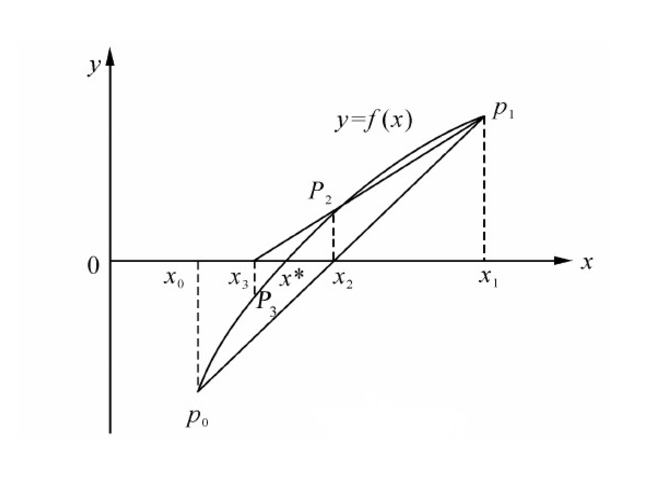 y
y=f(x)
p₁
P₂
0
x₀
x₃
x*
x₂
x₁
x
P₃
p₀